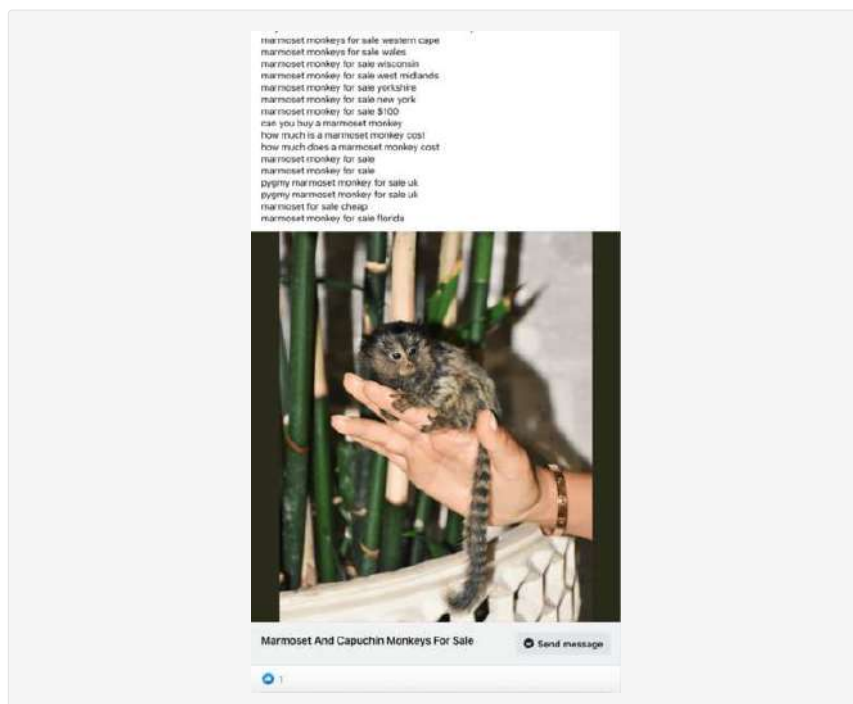 marmoset monkeys for sale western cape
marmoset monkeys for sale wales
marmoset monkey for sale wisconsin
marmoset monkey for sale west midlands
marmoset monkey for sale yorkshire
marmoset monkey for sale new york
marmoset monkey for sale $100
can you buy a marmoset monkey
how much is a marmoset monkey cost
how much does a marmoset monkey cost
marmoset monkey for sale
marmoset monkey for sale
pygmy marmoset monkey for sale uk
pygmy marmoset monkey for sale uk
marmoset for sale cheap
marmoset monkey for sale florida
Marmoset And Capuchin Monkeys For Sale
Send message
1